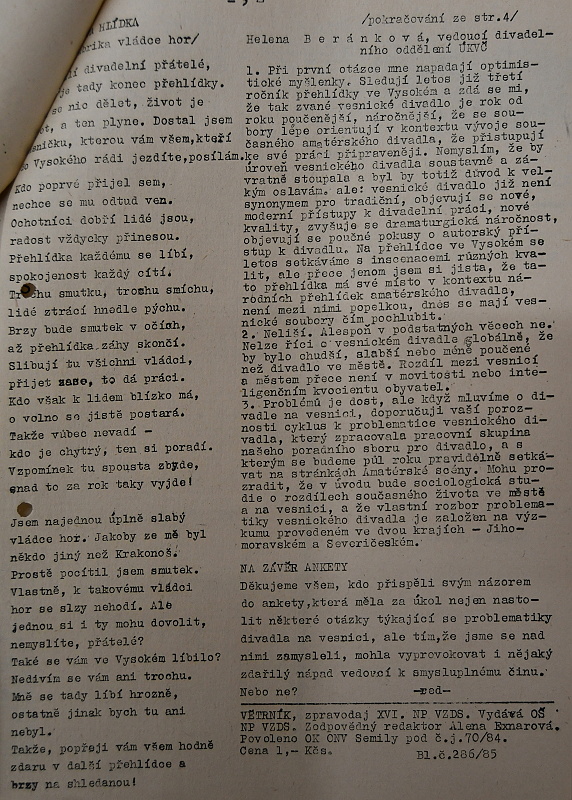 HLÍDKA
erika vládce hor/
divadelní přátelé,
je tady konec přehlídky.
se nic dělet, život je
a ten plyne. Dostal jsem
sničku, kterou vám všem,kteří
Vysokého rádi jezdíte,posílám.
Kdo poprvé přijel sem,
nechce se mu odtud ven.
Ochotníci dobří lidé jsou,
radost vždycky přinesou.
Přehlídka každému se líbí,
spokojenost každý cítí.
Trochu smutku, trochu smíchu,
lidé ztrácí hnedle pýchu.
Brzy bude smutek v očích,
až přehlídka záhy skončí.
Slibují tu všichni vládci,
přijet zase, to dá práci.
Kdo však k lidem blízko má,
o volno se jistě postará.
Takže vůbec nevadí -
kdo je chytrý, ten si poradí.
Vzpomínek tu spousta zbyde,
snad to za rok taky vyjde!
Jsem najednou úplně slabý
vládce hor. Jakoby ze mě byl
někdo jiný než Krakonoš.
Prostě pocítil jsem smutek.
Vlastně, k takovému vládci
hor se slzy nehodí. Ale
jednou si i ty mohu dovolit,
nemyslíte, přátelé?
Také se vám ve Vysokém líbilo?
Nedivím se vám ani trochu.
Mně se tady líbí hrozně,
ostatně jinak bych tu ani
nebyl.
Takže, popřeji vám všem hodně
zdaru v další přehlídce a
brzy na shledanou!
/pokračování ze str.4/
Helena Beránková, vedoucí divadel-
ního oddělení ÚKVČ
1. Při první otázce mne napadají optimis-
tické myšlenky. Sleduji letos již třetí
ročník přehlídky ve Vysokém a zdá se mi,
že tak zvané vesnické divadlo je rok od
roku poučenější, náročnější, že se sou-
bory lépe orientují v kontextu vývoje sou-
časného amatérského divadla, že přistupují
ke své práci připraveněji. Nemyslím, že by
úroveň vesnického divadla soustavně a zá-
vratně stoupala a byl by totiž důvod k vel-
kým oslavám. ale: vesnické divadlo již není
synonymem pro tradiční, objevují se nové,
moderní přístupy k divadelní práci, nové
kvality, zvyšuje se dramaturgická náročnost,
objevují se poučné pokusy o autorský pří-
stup k divadlu. Na přehlídce ve Vysokém se
letos setkáváme s inscenacemi různých kva-
lit, ale přece jenom jsem si jista, že ta-
to přehlídka má své místo v kontextu ná-
rodních přehlídek amatérského divadla,
není mezi nimi popelkou, dnes se mají ves-
nické soubory čím pochlubit.
2. Neliší. Alespoň v podstatných věcech ne.
Nelze říci o vesnickém divadle globálně, že
by bylo chudší, slabší nebo méně poučené
než divadlo ve městě. Rozdíl mezi vesnicí
a městem přece není v movitosti nebo inte-
ligenčním kvocientu obyvatel.
3. Problémů je dost, ale když mluvíme o di-
vadle na vesnici, doporučuji vaší poroz-
nosti cyklus k problematice vesnického di-
vadla, který zpracovala pracovní skupina
našeho poradního sboru pro divadlo, a s
kterým se budeme půl roku pravidelně setká-
vat na stránkách Amatérské scény. Mohu pro-
zradit, že v úvodu bude sociologická stu-
die o rozdílech současného života ve městě
a na vesnici, a že vlastní rozbor problema-
tiky vesnického divadla je založen na výz-
kumu provedeném ve dvou krajích - Jiho-
moravském a Severičeském.
NA ZÁVĚR ANKETY
Děkujeme všem, kdo přispěli svým názorem
do ankety,která měla za úkol nejen nasto-
lit některé otázky týkající se problematiky
divadla na vesnici, ale tím,že jsme se nad
nimi zamysleli, mohla vyprovokovat i nějaký
zdařilý nápad vedoucí k smysluplnému činu.
Nebo ne? -red-
VĚTRNÍK, zpravodaj XVI. NP VZDS. Vydává OŠ
NP VZDS. Zodpovědný redaktor Alena Exnarová.
Povoleno OK ONV Semily pod č.j.70/84.
Cena 1,- Kčs. Bl.č.286/85